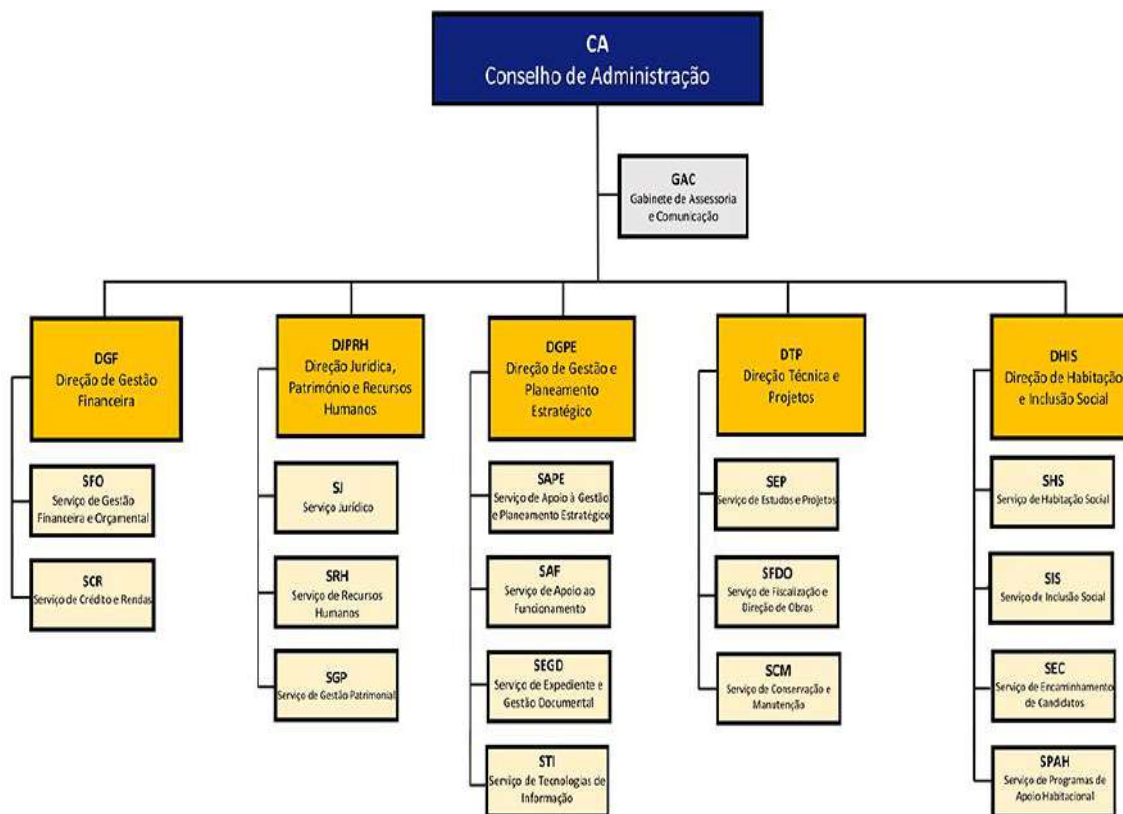 CA
Conselho de Administração
GAC
Gabinete de Assessoria
e Comunicação
DGF
Direção de Gestão
Financeira
SFO
Serviço de Gestão
Financeira e Orçamental
SCR
Serviço de Crédito e Rendas
DJPRH
Direção Jurídica,
Património e Recursos
Humanos
SJ
Serviço Jurídico
SRH
Serviço de Recursos
Humanos
SGP
Serviço de Gestão Patrimonial
DGPE
Direção de Gestão e
Planeamento
Estratégico
SAPE
Serviço de Apoio à Gestão
e Planeamento Estratégico
SAF
Serviço de Apoio ao
Funcionamento
SEGD
Serviço de Expediente e
Gestão Documental
STI
Serviço de Tecnologias de
Informação
DTP
Direção Técnica e
Projetos
SEP
Serviço de Estudos e Projetos
SFDO
Serviço de Fiscalização e
Direção de Obras
SCM
Serviço de Conservação e
Manutenção
DHIS
Direção de Habitação
e Inclusão Social
SHS
Serviço de Habitação Social
SIS
Serviço de Inclusão Social
SEC
Serviço de Encaminhamento
de Candidatos
SPAH
Serviço de Programas de
Apoio Habitacional